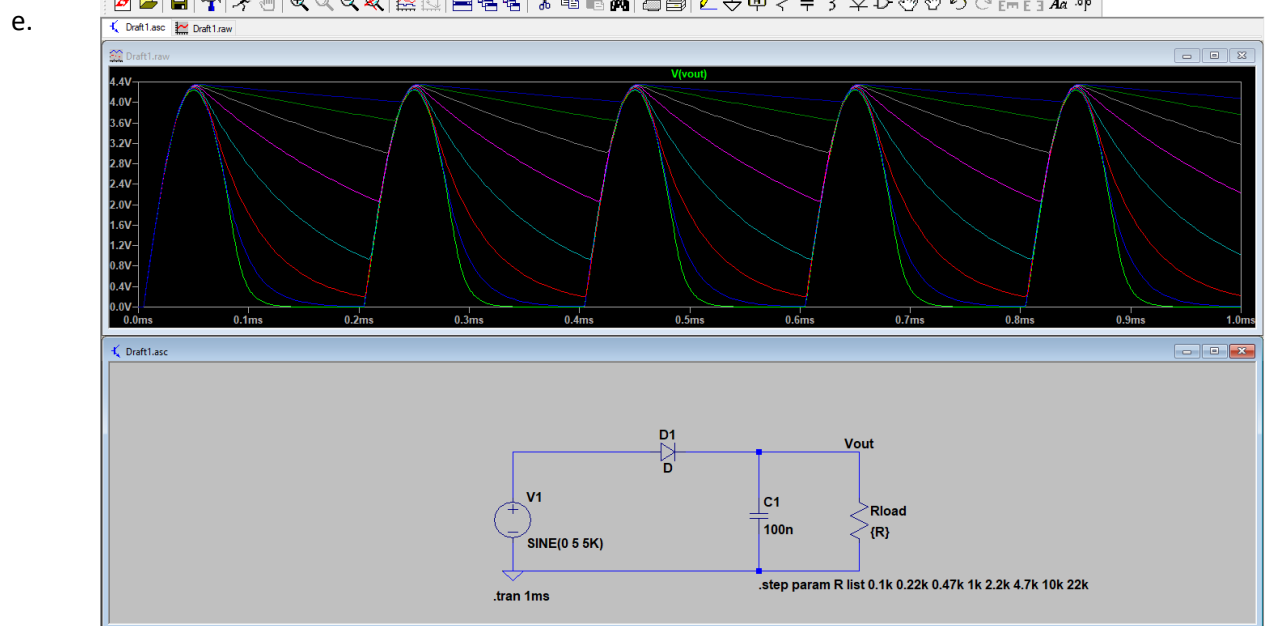 e.
Draft1.asc Draft1.raw
Draft1.raw
V(vout)
4.4V
4.0V
3.6V
3.2V
2.8V
2.4V
2.0V
1.6V
1.2V
0.8V
0.4V
0.0V
0.0ms 0.1ms 0.2ms 0.3ms 0.4ms 0.5ms 0.6ms 0.7ms 0.8ms 0.9ms 1.0ms
Draft1.asc
D1
D
Vout
V1
SINE(0 5 5K)
C1
100n
Rload
{R}
.step param R list 0.1k 0.22k 0.47k 1k 2.2k 4.7k 10k 22k
.tran 1ms